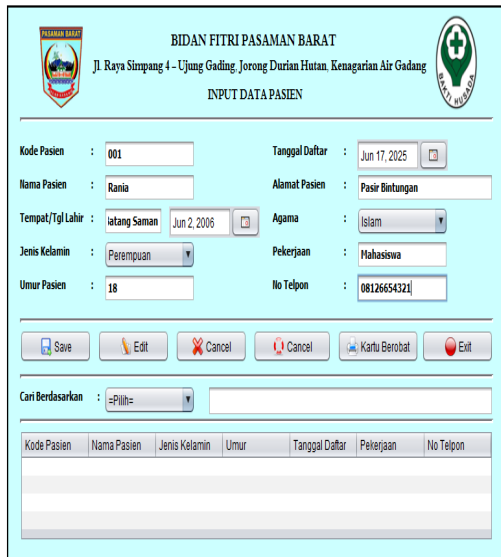 PASAMAN BARAT
BIDAN FITRI PASAMAN BARAT
Jl. Raya Simpang 4 – Ujung Gading, Jorong Durian Hutan, Kenagarian Air Gadang
INPUT DATA PASIEN
BAKTI HUSADA
Kode Pasien : 001 Tanggal Daftar : Jun 17, 2025
Nama Pasien : Rania Alamat Pasien : Pasir Bintungan
Tempat/Tgl Lahir : Jun 2, 2006 Agama : Islam
Saman
Jenis Kelamin : Perempuan Pekerjaan : Mahasiswa
Umur Pasien : 18 No Telpon : 08126654321
Save Edit Cancel Cancel Kartu Berobat Exit
Cari Berdasarkan : =Pilih=
Kode Pasien Nama Pasien Jenis Kelamin Umur Tanggal Daftar Pekerjaan No Telpon